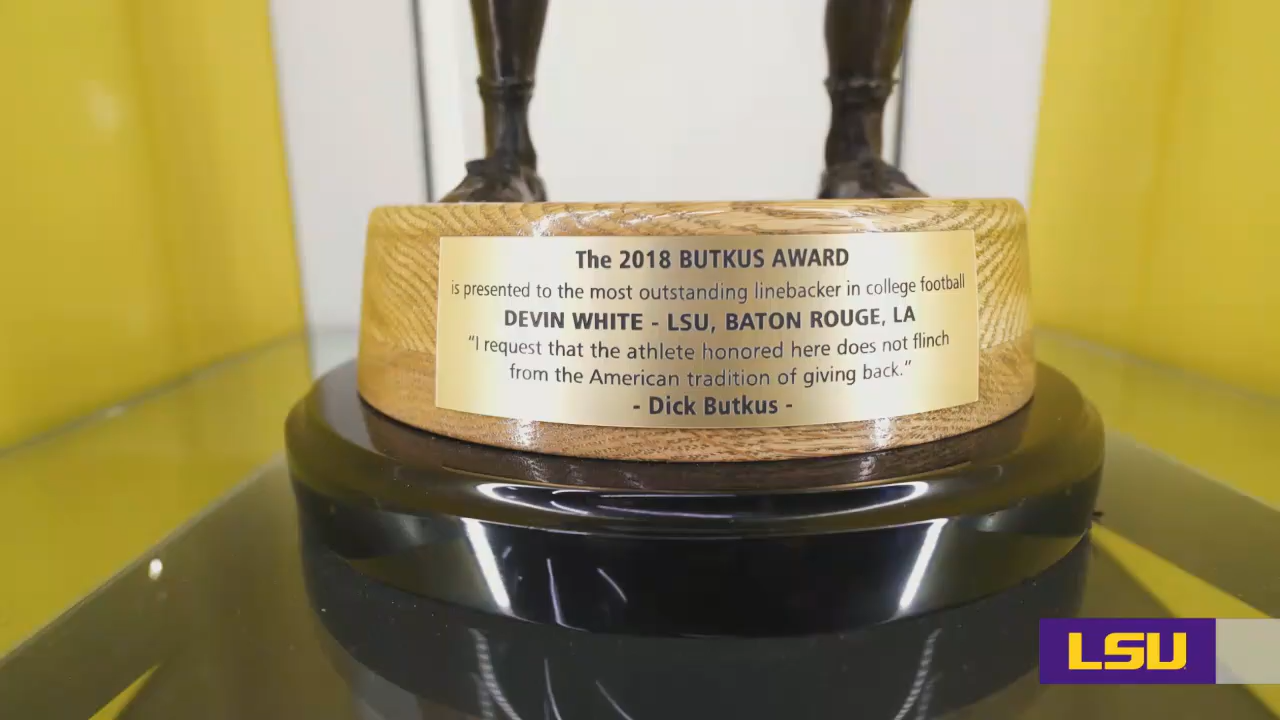 The 2018 BUTKUS AWARD
is presented to the most outstanding linebacker in college football
DEVIN WHITE - LSU, BATON ROUGE, LA
“I request that the athlete honored here does not flinch
from the American tradition of giving back.”
- Dick Butkus -
LSU